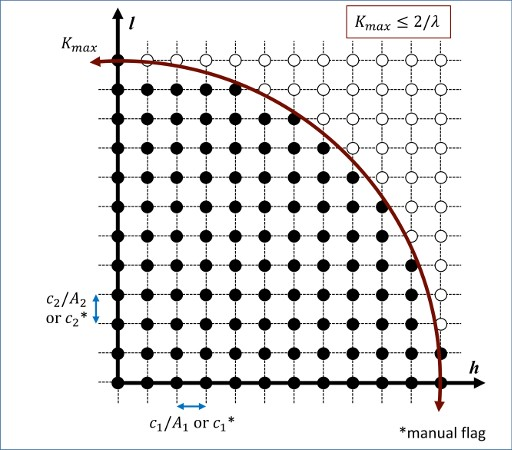 l
K_max ≤ 2/λ
K_max
c₂/A₂
or c₂*
h
c₁/A₁ or c₁*
*manual flag